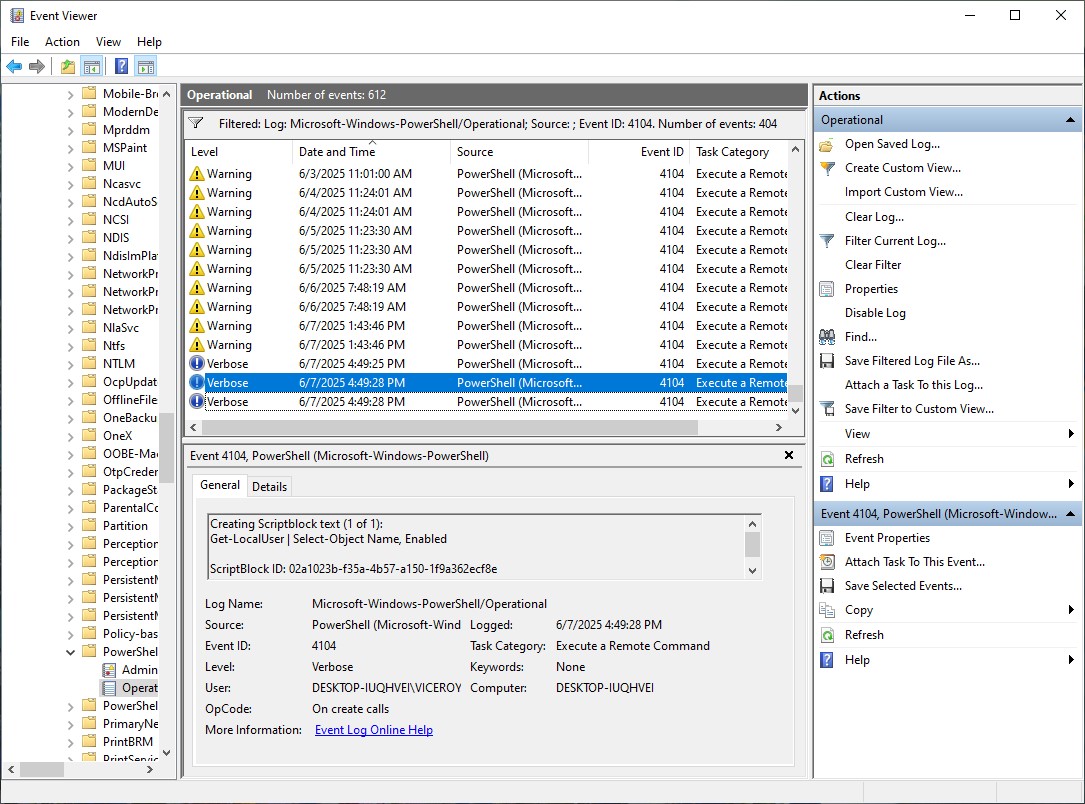 Event Viewer
File Action View Help
Mobile-Bro
ModernDe
Mprddm
MSPaint
MUI
Ncasvc
NcdAutoS
NCSI
NDIS
NdisImPlat
NetworkPr
NetworkPr
NetworkPr
NlaSvc
Ntfs
NTLM
OcpUpdat
OfflineFiles
OneBacku
OneX
OOBE-Mac
OtpCreden
PackageSt
ParentalCo
Partition
Perception
Perception
PersistentM
PersistentM
PersistentM
Policy-bas
PowerShel
Admin
Operat
PowerShel
PrimaryNe
PrintBRM
PrintServic
Operational Number of events: 612
Filtered: Log: Microsoft-Windows-PowerShell/Operational; Source: ; Event ID: 4104. Number of events: 404
Level Date and Time Source Event ID Task Category
Warning 6/3/2025 11:01:00 AM PowerShell (Microsoft... 4104 Execute a Remote
Warning 6/4/2025 11:24:01 AM PowerShell (Microsoft... 4104 Execute a Remote
Warning 6/4/2025 11:24:01 AM PowerShell (Microsoft... 4104 Execute a Remote
Warning 6/5/2025 11:23:30 AM PowerShell (Microsoft... 4104 Execute a Remote
Warning 6/5/2025 11:23:30 AM PowerShell (Microsoft... 4104 Execute a Remote
Warning 6/5/2025 11:23:30 AM PowerShell (Microsoft... 4104 Execute a Remote
Warning 6/6/2025 7:48:19 AM PowerShell (Microsoft... 4104 Execute a Remote
Warning 6/6/2025 7:48:19 AM PowerShell (Microsoft... 4104 Execute a Remote
Warning 6/7/2025 1:43:46 PM PowerShell (Microsoft... 4104 Execute a Remote
Warning 6/7/2025 1:43:46 PM PowerShell (Microsoft... 4104 Execute a Remote
Verbose 6/7/2025 4:49:25 PM PowerShell (Microsoft... 4104 Execute a Remote
Verbose 6/7/2025 4:49:28 PM PowerShell (Microsoft... 4104 Execute a Remote
Verbose 6/7/2025 4:49:28 PM PowerShell (Microsoft... 4104 Execute a Remote
Event 4104, PowerShell (Microsoft-Windows-PowerShell)
General Details
Creating Scriptblock text (1 of 1):
Get-LocalUser | Select-Object Name, Enabled
ScriptBlock ID: 02a1023b-f35a-4b57-a150-1f9a362ecf8e
Log Name: Microsoft-Windows-PowerShell/Operational
Source: PowerShell (Microsoft-Wind Logged: 6/7/2025 4:49:28 PM
Event ID: 4104 Task Category: Execute a Remote Command
Level: Verbose Keywords: None
User: DESKTOP-IUQHVEI\VICEROY Computer: DESKTOP-IUQHVEI
OpCode: On create calls
More Information: Event Log Online Help
Actions
Operational
Open Saved Log...
Create Custom View...
Import Custom View...
Clear Log...
Filter Current Log...
Clear Filter
Properties
Disable Log
Find...
Save Filtered Log File As...
Attach a Task To this Log...
Save Filter to Custom View...
View
Refresh
Help
Event 4104, PowerShell (Microsoft-Window...
Event Properties
Attach Task To This Event...
Save Selected Events...
Copy
Refresh
Help